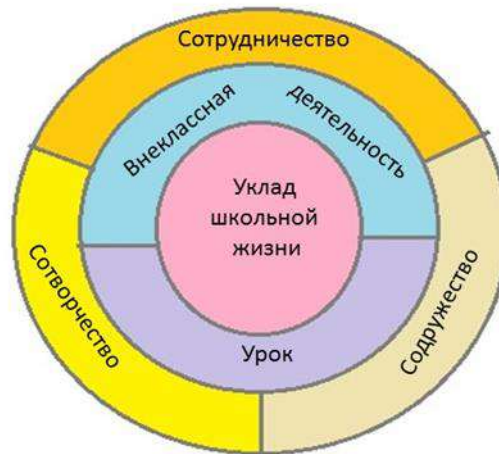 Сотрудничество
Внеклассная деятельность
Уклад
школьной
жизни
Урок
Сотворчество
Содружество